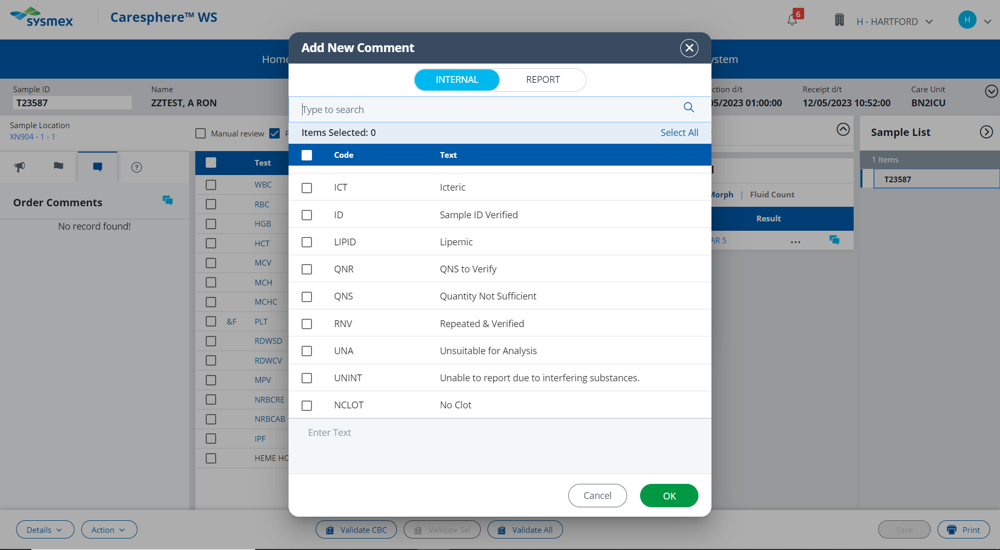 sysmex
Caresphere™ WS
6
H - HARTFORD
H
Home
ystem
Add New Comment
INTERNAL
REPORT
Type to search
Items Selected: 0
Select All
Code
Text
ICT
Icteric
ID
Sample ID Verified
LIPID
Lipemic
QNR
QNS to Verify
QNS
Quantity Not Sufficient
RNV
Repeated & Verified
UNA
Unsuitable for Analysis
UNINT
Unable to report due to interfering substances.
NCLOT
No Clot
Enter Text
Cancel
OK
Sample ID
T23587
Name
ZZTEST, A RON
ction d/t
05/2023 01:00:00
Receipt d/t
12/05/2023 10:52:00
Care Unit
BN2ICU
Sample Location
XN904 - 1 - 1
Manual review
Order Comments
No record found!
Test
WBC
RBC
HGB
HCT
MCV
MCH
MCHC
&F PLT
RDWSD
RDWCV
MPV
NRBCRE
NRBCAB
IPF
HEME HO
Morph | Fluid Count
Result
AR 5
...
Sample List
1 Items
T23587
Details
Action
Validate CBC
Validate Sel
Validate All
Save
Print